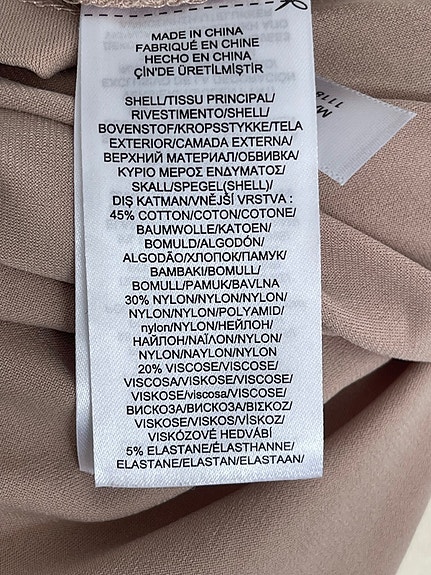 MADE IN CHINA
FABRIQUÉ EN CHINE
HECHO EN CHINA
ÇİN'DE ÜRETİLMİŞTİR
SHELL/TISSU PRINCIPAL/
RIVESTIMENTO/SHELL/
BOVENSTOF/KROPSSTYKKE/TELA
EXTERIOR/CAMADA EXTERNA/
ВЕРХНИЙ МАТЕРИАЛ/ОБВИВКА/
ΚΥΡΙΟ ΜΕΡΟΣ ΕΝΔΥΜΑΤΟΣ/
SKALL/SPEGEL(SHELL)/
DIŞ KATMAN/VNĚJŠÍ VRSTVA :
45% COTTON/COTON/COTONE/
BAUMWOLLE/KATOEN/
BOMULD/ALGODÓN/
ALGODÃO/ХЛОПОК/ПАМУК/
ΒΑΜΒΑΚΙ/BOMULL/
BOMULL/PAMUK/BAVLNA
30% NYLON/NYLON/NYLON/
NYLON/NYLON/POLYAMID/
nylon/NYLON/НЕЙЛОН/
НАЙЛОН/ΝΑΪΛΟΝ/NYLON/
NYLON/NAYLON/NYLON
20% VISCOSE/VISCOSE/
VISCOSA/VISKOSE/VISCOSE/
VISKOSE/viscosa/VISCOSE/
ВИСКОЗА/ВИСКОЗА/ΒΙΣΚΟΖ/
VISKOSE/VISKOS/VİSKOZ/
VISKÓZOVÉ HEDVÁBÍ
5% ELASTANE/ÉLASTHANNE/
ELASTANE/ELASTAN/ELASTAAN/